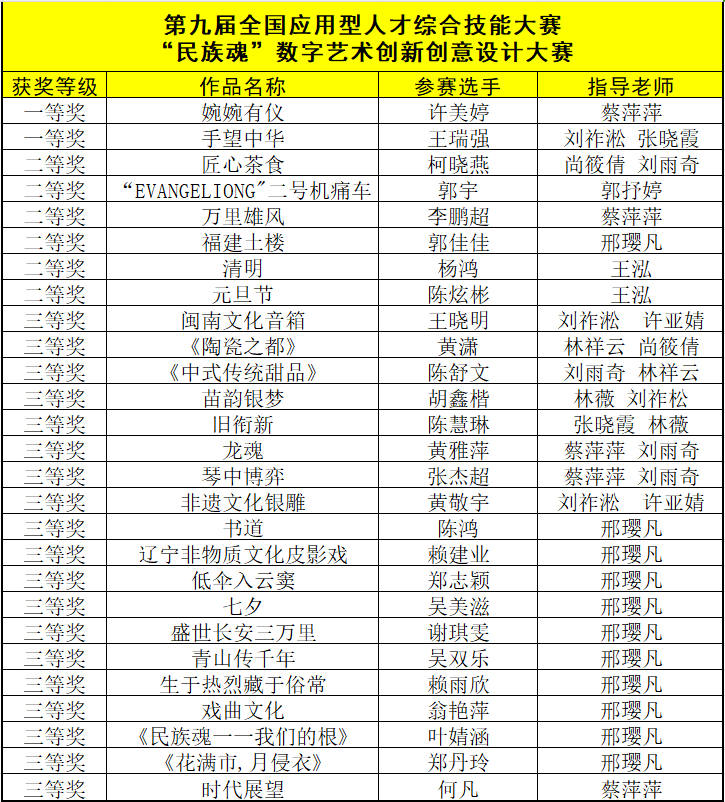 第九届全国应用型人才综合技能大赛
“民族魂”数字艺术创新创意设计大赛
获奖等级 作品名称 参赛选手 指导老师
一等奖 婉婉有仪 许美婷 蔡萍萍
一等奖 手望中华 王瑞强 刘祚淞 张晓霞
二等奖 匠心茶食 柯晓燕 尚筱倩 刘雨奇
二等奖 “EVANGELIONG"二号机痛车 郭宇 郭抒婷
二等奖 万里雄风 李鹏超 蔡萍萍
二等奖 福建土楼 郭佳佳 邢璎凡
二等奖 清明 杨鸿 王泓
二等奖 元旦节 陈炫彬 王泓
三等奖 闽南文化音箱 王晓明 刘祚淞 许亚婧
三等奖 《陶瓷之都》 黄潇 林祥云 尚筱倩
三等奖 《中式传统甜品》 陈舒文 刘雨奇 林祥云
三等奖 苗韵银梦 胡鑫楷 林薇 刘祚松
三等奖 旧衔新 陈慧琳 张晓霞 林薇
三等奖 龙魂 黄雅萍 蔡萍萍 刘雨奇
三等奖 琴中博弈 张杰超 蔡萍萍 刘雨奇
三等奖 非遗文化银雕 黄敬宇 刘祚淞 许亚婧
三等奖 书道 陈鸿 邢璎凡
三等奖 辽宁非物质文化皮影戏 赖建业 邢璎凡
三等奖 低伞入云窦 郑志颖 邢璎凡
三等奖 七夕 吴美滋 邢璎凡
三等奖 盛世长安三万里 谢琪雯 邢璎凡
三等奖 青山传千年 吴双乐 邢璎凡
三等奖 生于热烈藏于俗常 赖雨欣 邢璎凡
三等奖 戏曲文化 翁艳萍 邢璎凡
三等奖 《民族魂一一我们的根》 叶婧涵 邢璎凡
三等奖 《花满市,月侵衣》 郑丹玲 邢璎凡
三等奖 时代展望 何凡 蔡萍萍